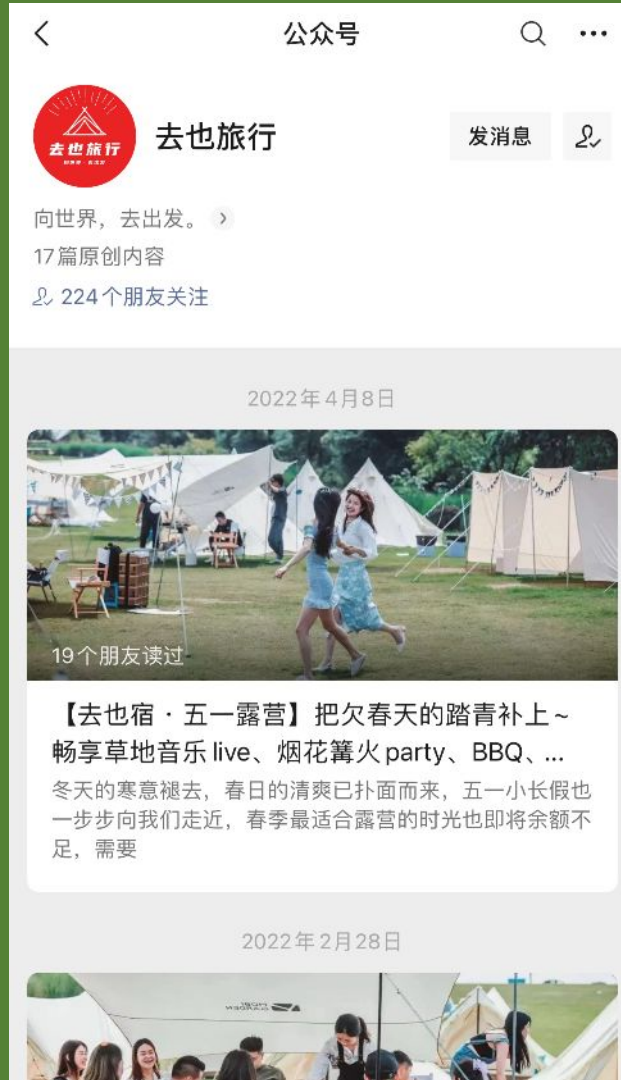 公众号
去也旅行
去也旅行
发消息
向世界，去出发。
17篇原创内容
224个朋友关注
2022年4月8日
19个朋友读过
【去也宿·五一露营】把欠春天的踏青补上~
畅享草地音乐live、烟花篝火party、BBQ、...
冬天的寒意褪去，春日的清爽已扑面而来，五一小长假也
一步步向我们走近，春季最适合露营的时光也即将余额不
足，需要
2022年2月28日